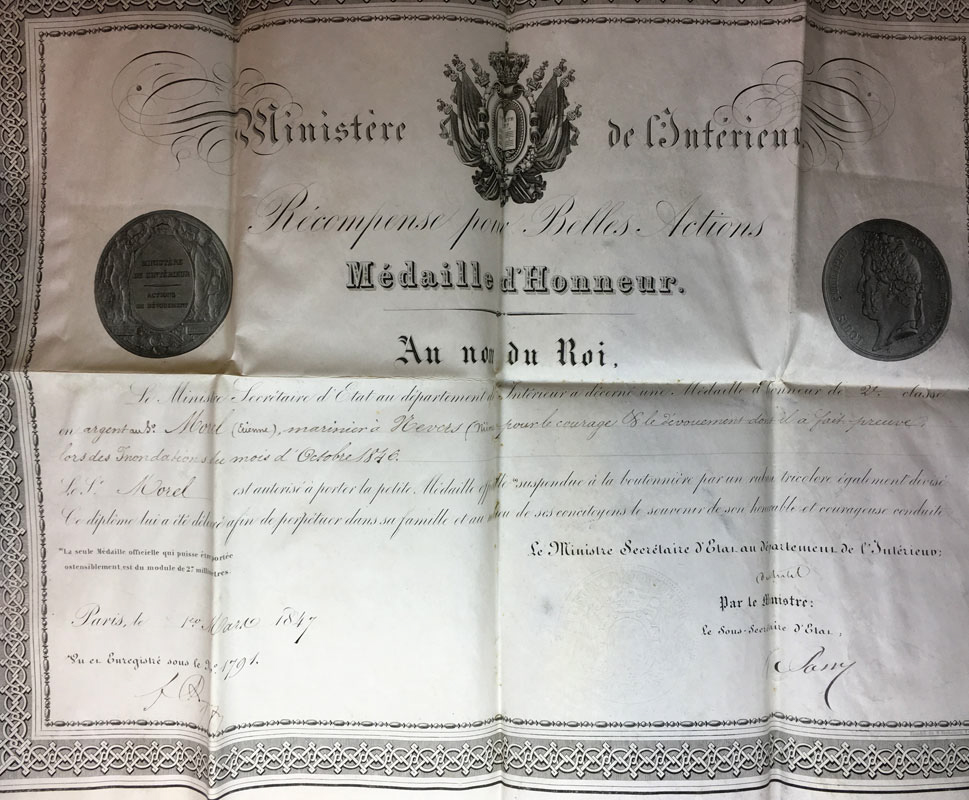 Ministère de l'Intérieur
Récompense pour Belles Actions
MINISTÈRE
DE L'INTÉRIEUR
ACTIONS
DE DÉVOUEMENT
Médaille d'Honneur.
Au nom du Roi,
Le Ministre Secrétaire d'Etat au département de l'Intérieur a décerné une Médaille d'honneur de 2e classe
en argent au Sr. Morel (Etienne), marinier à Nevers pour le courage & le dévouement dont il a fait preuve
lors des Inondations du mois d'Octobre 1846.
Le Sr. Morel est autorisé à porter la petite Médaille suspendue à la boutonnière par un ruban tricolore également divisé
Ce diplôme lui a été délivré afin de perpétuer dans sa famille et au milieu de ses concitoyens le souvenir de son honorable et courageuse conduite
La seule Médaille officielle qui puisse être portée
ostensiblement est du module de 27 millimètres.
Le Ministre Secrétaire d'Etat au département de l'Intérieur:
Par le Ministre:
Le Sous-Secrétaire d'Etat,
Paris, le 1er Mars 1847
Vu et Enregistré sous le No. 1791.